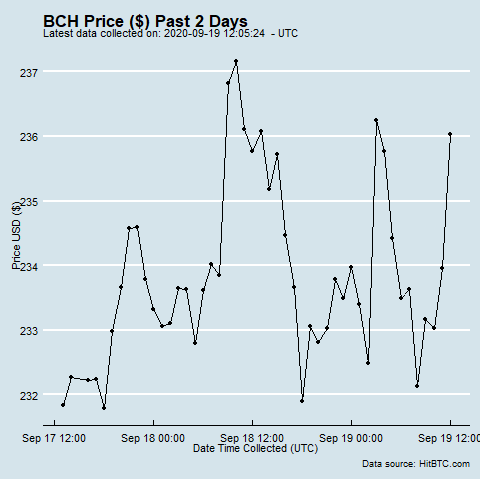 BCH Price ($) Past 2 Days
Latest data collected on: 2020-09-19 12:05:24 - UTC
237
236
235
234
233
232
Price USD ($)
Sep 17 12:00 Sep 18 00:00 Sep 18 12:00 Sep 19 00:00 Sep 19 12:00
Date Time Collected (UTC)
Data source: HitBTC.com